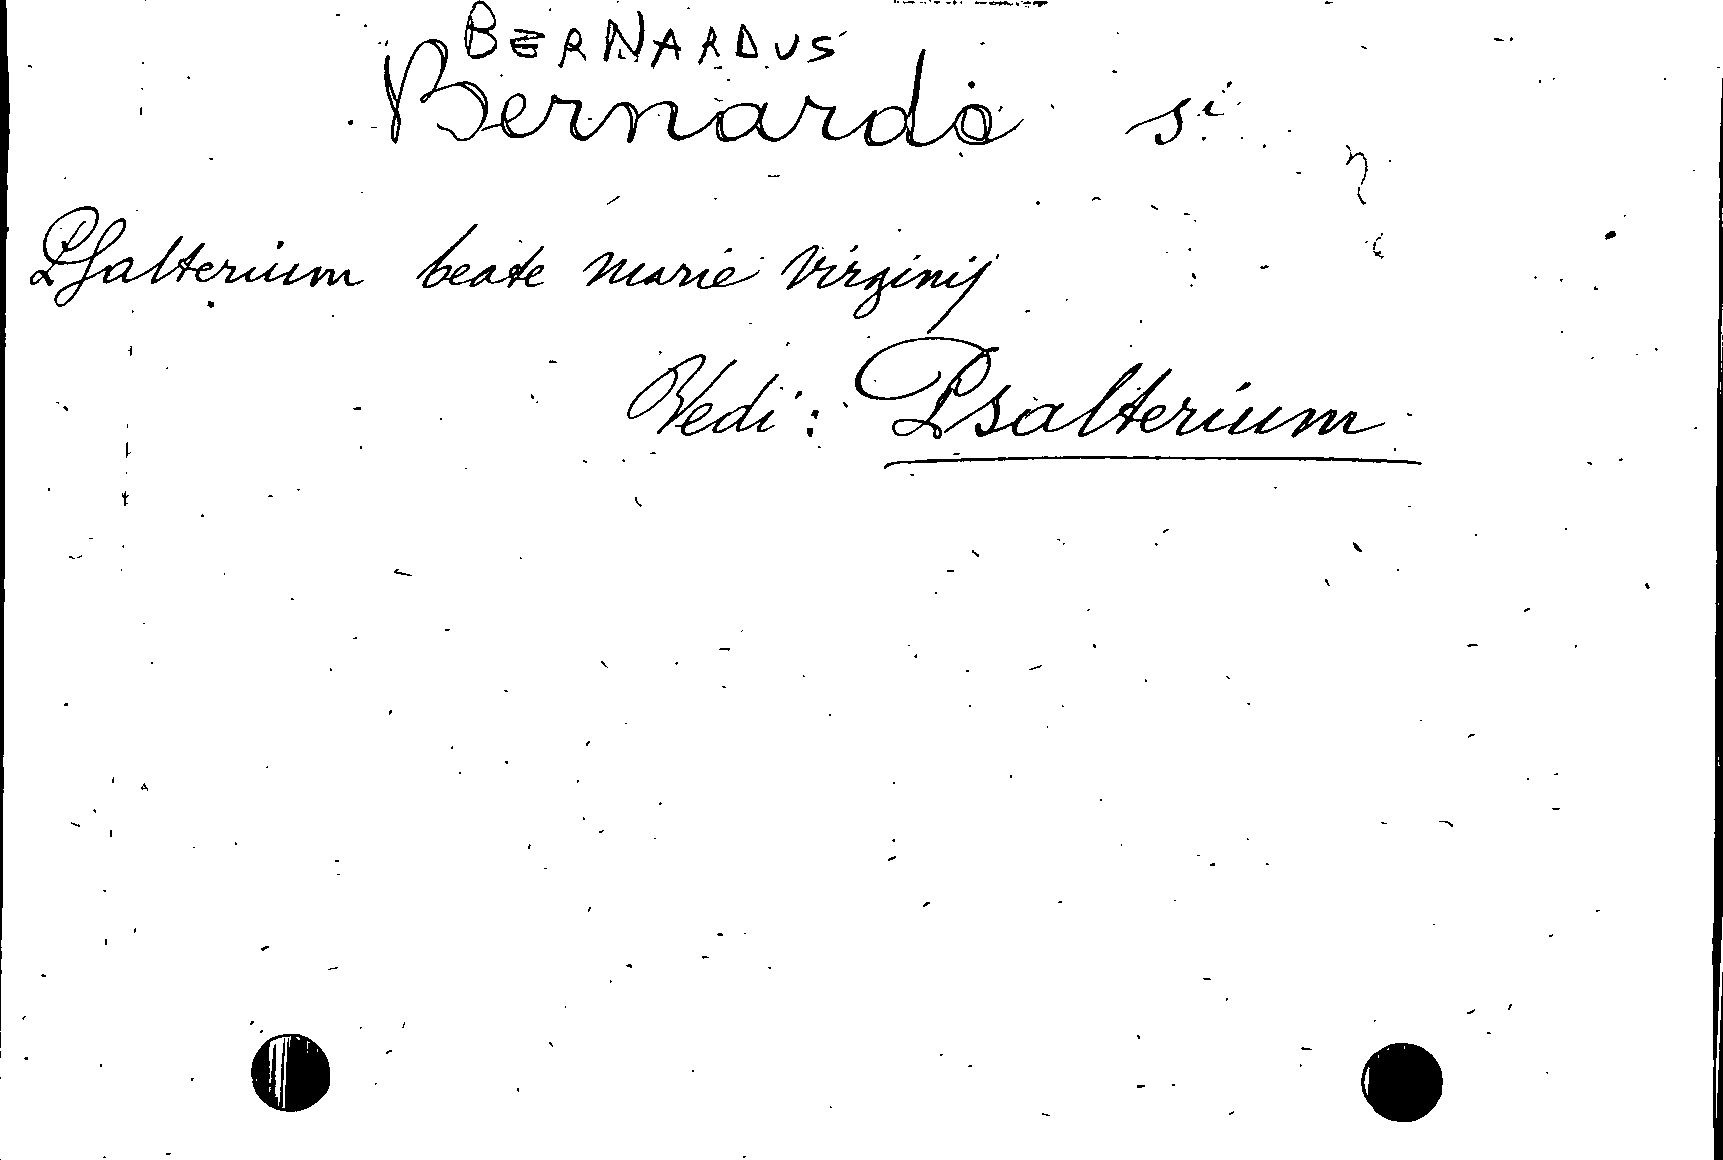 BERNARDUS
Bernardo s.
Psalterium beate marie virginis
Vedi: Psalterium